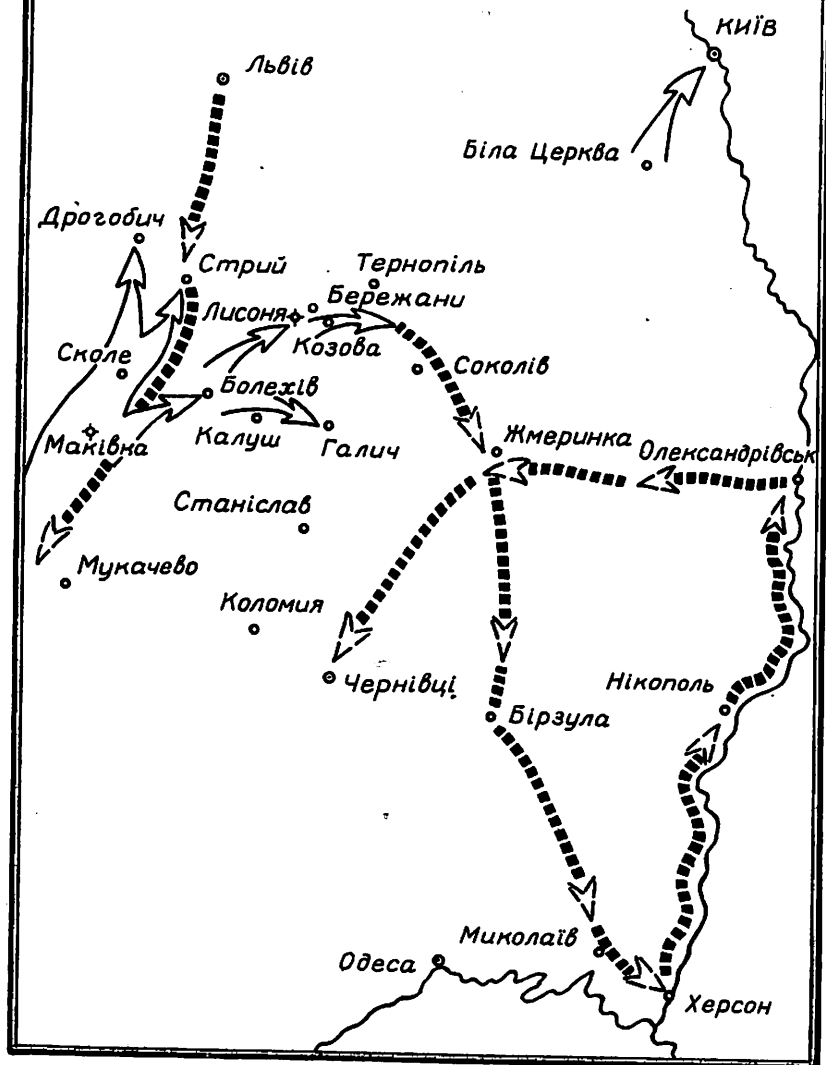 КИЇВ
Львів
Біла Церква
Дрогобич
Стрий
Тернопіль
Бережани
Лисоня
Козова
Сколе
Соколів
Болехів
Маківка
Калуш
Галич
Жмеринка
Олександрівськ
Станіслав
Мукачево
Коломия
Чернівці
Нікополь
Бірзула
Миколаїв
Одеса
Херсон